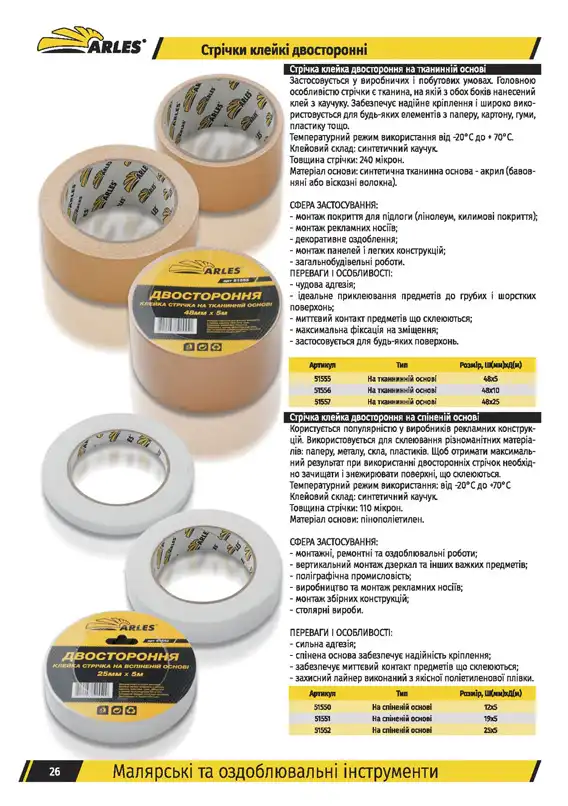 ARLES®
Стрічки клейкі двосторонні
Стрічка клейка двостороння на тканинній основі
Застосовується у виробничих і побутових умовах. Головною
особливістю стрічки є тканина, на якій з обох боків нанесений
клей з каучуку. Забезпечує надійне кріплення і широко вико-
ристовується для будь-яких елементів з паперу, картону, гуми,
пластику тощо.
Температурний режим використання від -20°C до + 70°C.
Клейовий склад: синтетичний каучук.
Товщина стрічки: 240 мікрон.
Матеріал основи: синтетична тканинна основа - акрил (бавов-
няні або віскозні волокна).
СФЕРА ЗАСТОСУВАННЯ:
- монтаж покриття для підлоги (лінолеум, килимові покриття);
- монтаж рекламних носіїв;
- декоративне оздоблення;
- монтаж панелей і легких конструкцій;
- загальнобудівельні роботи.
ПЕРЕВАГИ І ОСОБЛИВОСТІ:
- чудова адгезія;
- ідеальне приклеювання предметів до грубих і шорстких
поверхонь;
- миттєвий контакт предметів що склеюються;
- максимальна фіксація на зміщення;
- застосовується для будь-яких поверхонь.
Артикул Тип Розмір, Ш(мм)хД(м)
51555 На тканнинній основі 48х5
51556 На тканнинній основі 48х10
51557 На тканнинній основі 48х25
ARLES
арт 51555
ДВОСТОРОННЯ
КЛЕЙКА СТРІЧКА НА ТКАНИННІЙ ОСНОВІ
48мм х 5м
Стрічка клейка двостороння на спіненій основі
Користується популярністю у виробників рекламних конструк-
цій. Використовується для склеювання різноманітних матеріа-
лів: паперу, металу, скла, пластиків. Щоб отримати максималь-
ний результат при використанні двосторонніх стрічок необхід-
но зачищати і знежирювати поверхні, що склеюються.
Температурний режим використання: від -20°C до +70°C
Клейовий склад: синтетичний каучук.
Товщина стрічки: 110 мікрон.
Матеріал основи: пінополіетилен.
СФЕРА ЗАСТОСУВАННЯ:
- монтажні, ремонтні та оздоблювальні роботи;
- вертикальний монтаж дзеркал та інших важких предметів;
- поліграфічна промисловість;
- виробництво та монтаж рекламних носіїв;
- монтаж збірних конструкцій;
- столярні вироби.
ПЕРЕВАГИ І ОСОБЛИВОСТІ:
- сильна адгезія;
- спінена основа забезпечує надійність кріплення;
- забезпечує миттєвий контакт предметів що склеюються;
- захисний лайнер виконаний з якісної поліетиленової плівки.
Артикул Тип Розмір, Ш(мм)хД(м)
51550 На спіненій основі 12х5
51551 На спіненій основі 19х5
51552 На спіненій основі 25х5
ARLES
ДВОСТОРОННЯ
КЛЕЙКА СТРІЧКА НА ВСПІНЕНІЙ ОСНОВІ
25мм х 5м
26 Малярські та оздоблювальні інструменти